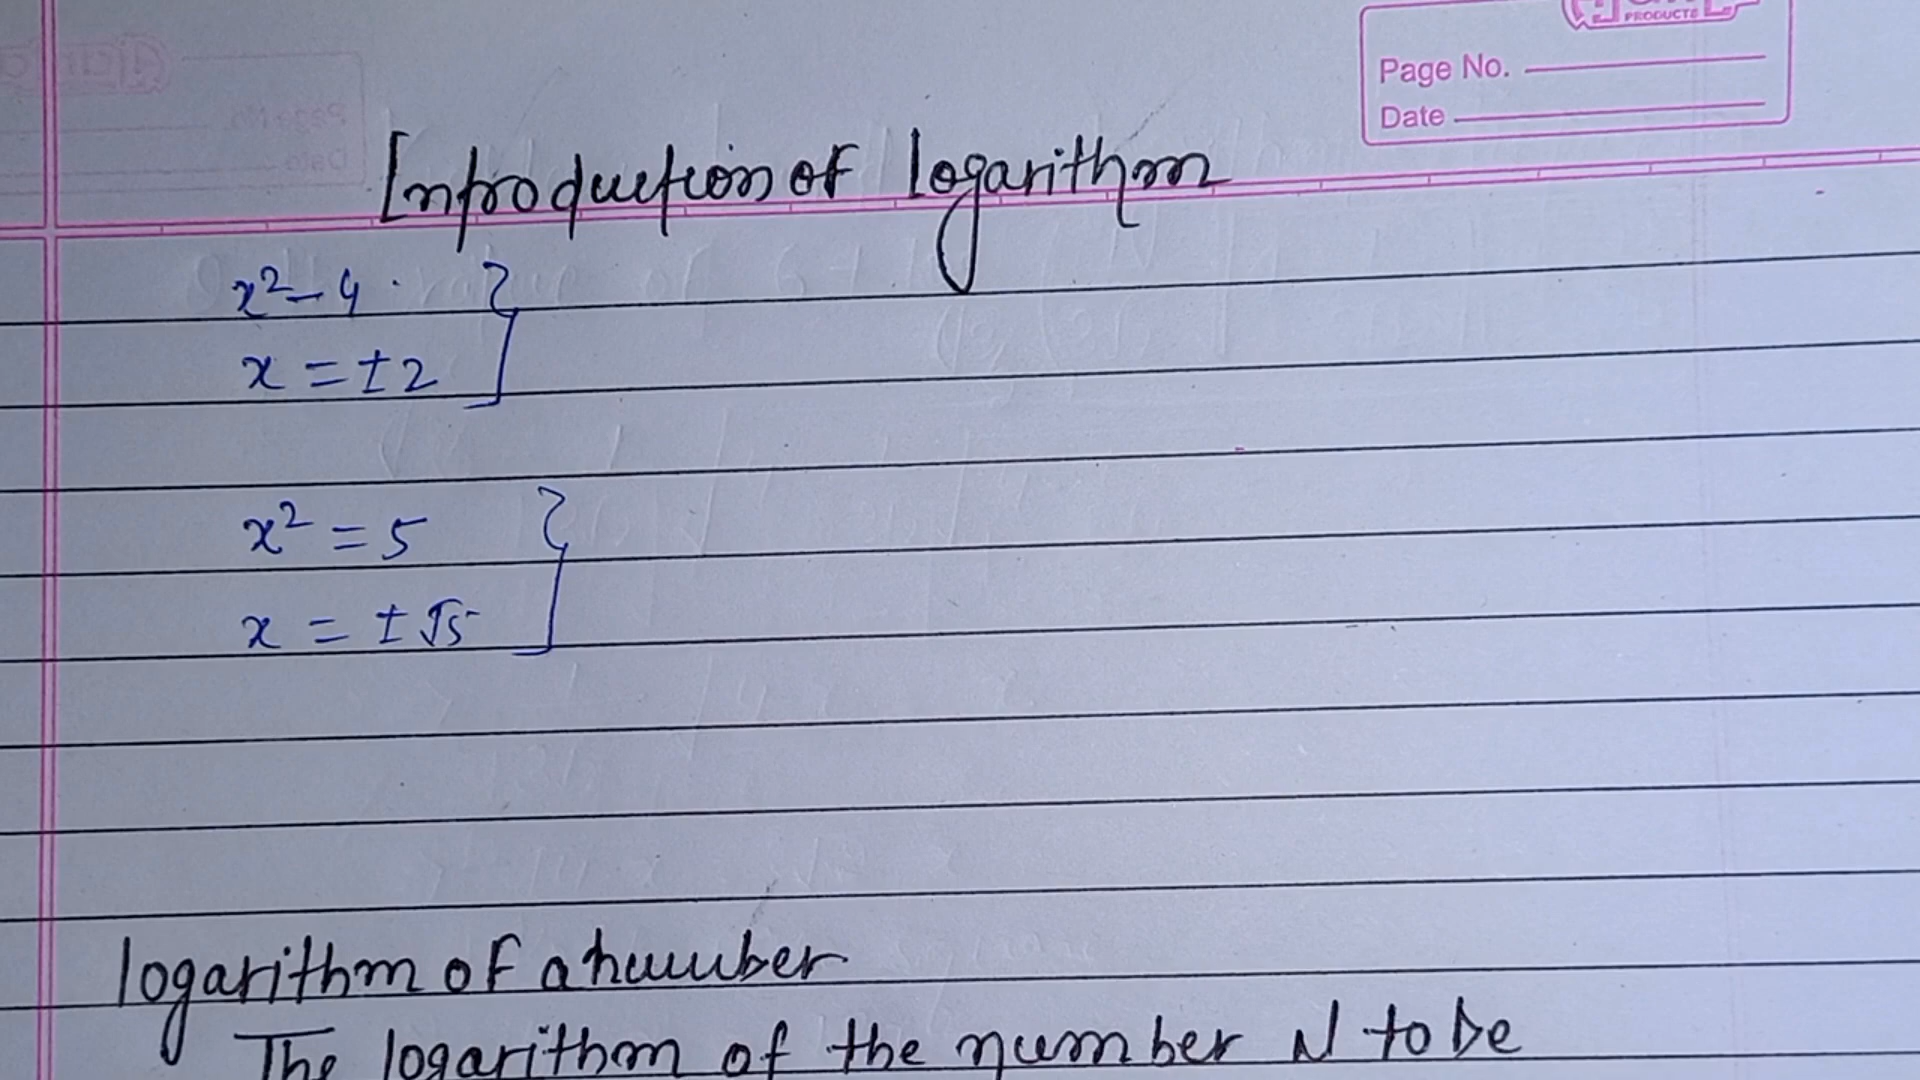 PRODUCTS
Page No.
Date
Introduction of logarithm
x² - 4
x = ±2
x² = 5
x = ±√5
logarithm of a number
The logarithm of the number N to be